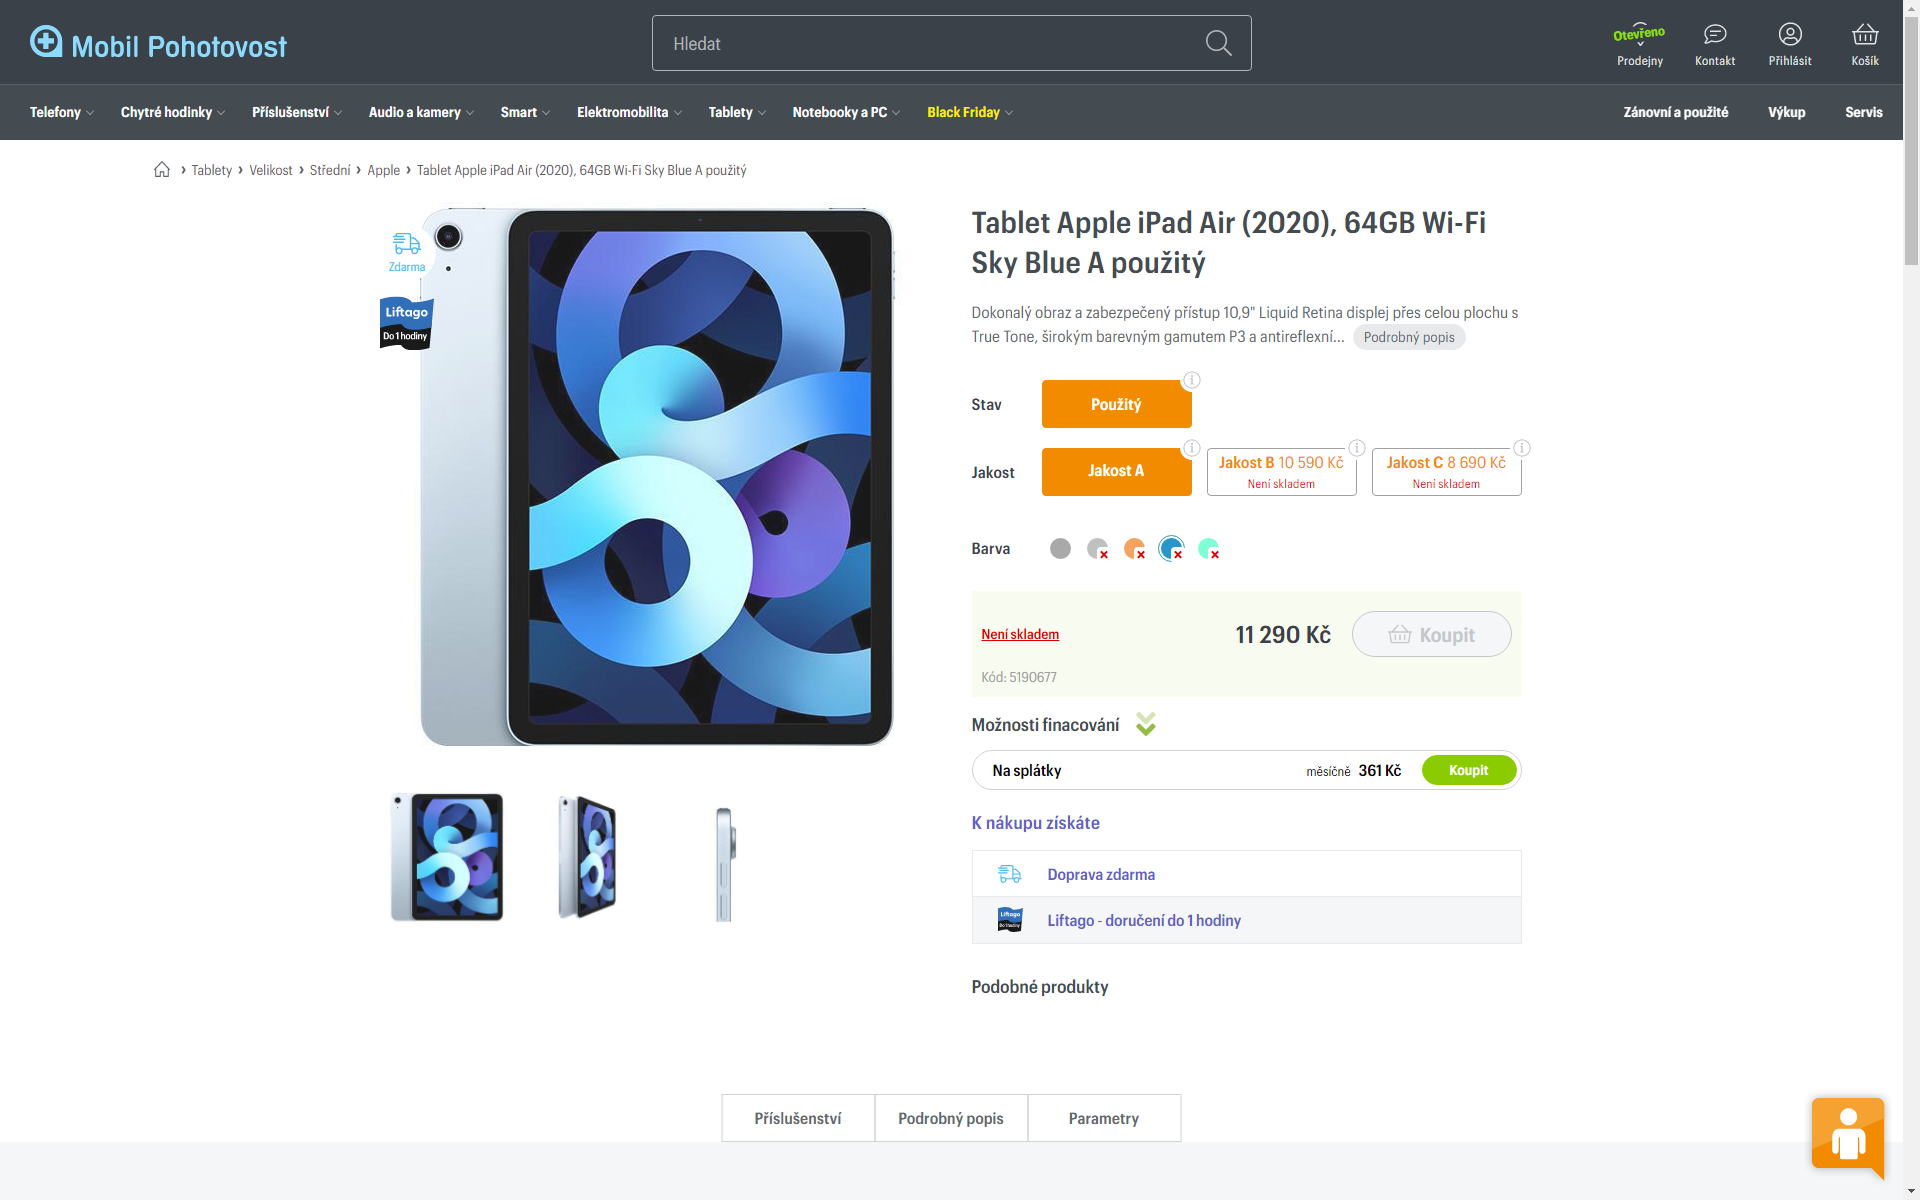 Mobil Pohotovost
Hledat
Otevřeno
Prodejny
Kontakt
Přihlásit
Košík
Telefony
Chytré hodinky
Příslušenství
Audio a kamery
Smart
Elektromobilita
Tablety
Notebooky a PC
Black Friday
Zánovní a použité
Výkup
Servis
› Tablety › Velikost › Střední › Apple › Tablet Apple iPad Air (2020), 64GB Wi-Fi Sky Blue A použitý
Zdarma
Liftago
Do 1 hodiny
Tablet Apple iPad Air (2020), 64GB Wi-Fi
Sky Blue A použitý
Dokonalý obraz a zabezpečený přístup 10,9" Liquid Retina displej přes celou plochu s
True Tone, širokým barevným gamutem P3 a antireflexní... Podrobný popis
Stav
Použitý
Jakost
Jakost A
Jakost B 10 590 Kč
Není skladem
Jakost C 8 690 Kč
Není skladem
Barva
Není skladem
11 290 Kč
Koupit
Kód: 5190677
Možnosti finacování
Na splátky
měsíčně 361 Kč
Koupit
K nákupu získáte
Doprava zdarma
Liftago
Do 1 hodiny
Liftago - doručení do 1 hodiny
Podobné produkty
Příslušenství
Podrobný popis
Parametry